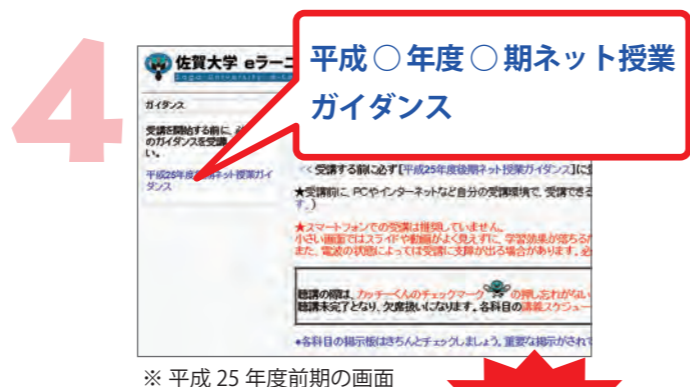 4
平成○年度○期ネット授業
ガイダンス
佐賀大学 eラーニ
ガイダンス
受講を開始する前に、
のガイダンスを受講
い。
平成25年度後期ネット授業ガイ
ダンス
<<受講する前に必ず【平成25年度後期ネット授業ガイダンス】に
★受講前に、PCやインターネットなど自分の受講環境で、受講できる
す。)
★スマートフォンでの受講は推奨していません。
小さい画面ではスライドや動画がよく見えずに、学習効果が落ちる
また、電波の状態によっては受講に支障が出る場合があります。
聴講の際は、カッチーくんのチェックマーク の押し忘れがない
聴講未完了となり、欠席扱いになります。各科目の講義スケジュー
◆各科目の掲示板はきちんとチェックしましょう。重要な掲示がされて
※ 平成 25 年度前期の画面